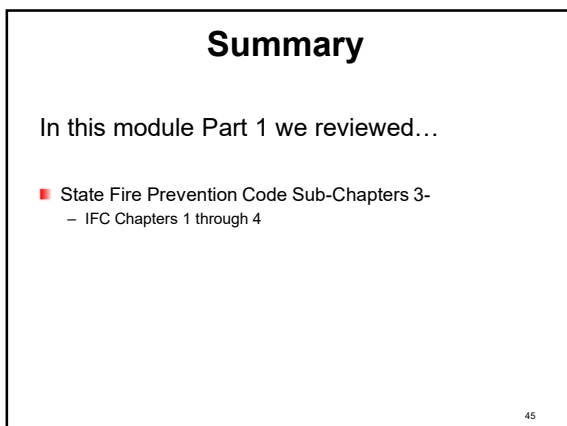 Summary
In this module Part 1 we reviewed…
State Fire Prevention Code Sub-Chapters 3-
– IFC Chapters 1 through 4
45